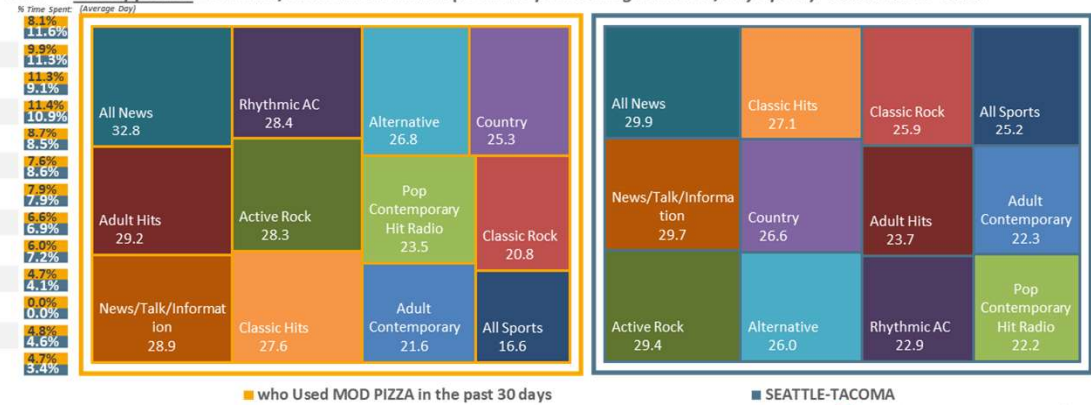 % Time Spent: (Average Day)
8.1%
11.6%
9.9%
11.3%
11.3%
9.1%
11.4%
10.9%
8.7%
8.5%
7.6%
8.6%
7.9%
7.9%
6.6%
6.9%
6.0%
7.2%
4.7%
4.1%
0.0%
0.0%
4.8%
4.6%
4.7%
3.4%
All News
32.8
Rhythmic AC
28.4
Alternative
26.8
Country
25.3
Adult Hits
29.2
Active Rock
28.3
Pop
Contemporary
Hit Radio
23.5
Classic Rock
20.8
News/Talk/Informat
ion
28.9
Classic Hits
27.6
Adult
Contemporary
21.6
All Sports
16.6
All News
29.9
Classic Hits
27.1
Classic Rock
25.9
All Sports
25.2
News/Talk/Informa
tion
29.7
Country
26.6
Adult Hits
23.7
Adult
Contemporary
22.3
Active Rock
29.4
Alternative
26.0
Rhythmic AC
22.9
Pop
Contemporary
Hit Radio
22.2
who Used MOD PIZZA in the past 30 days
SEATTLE-TACOMA